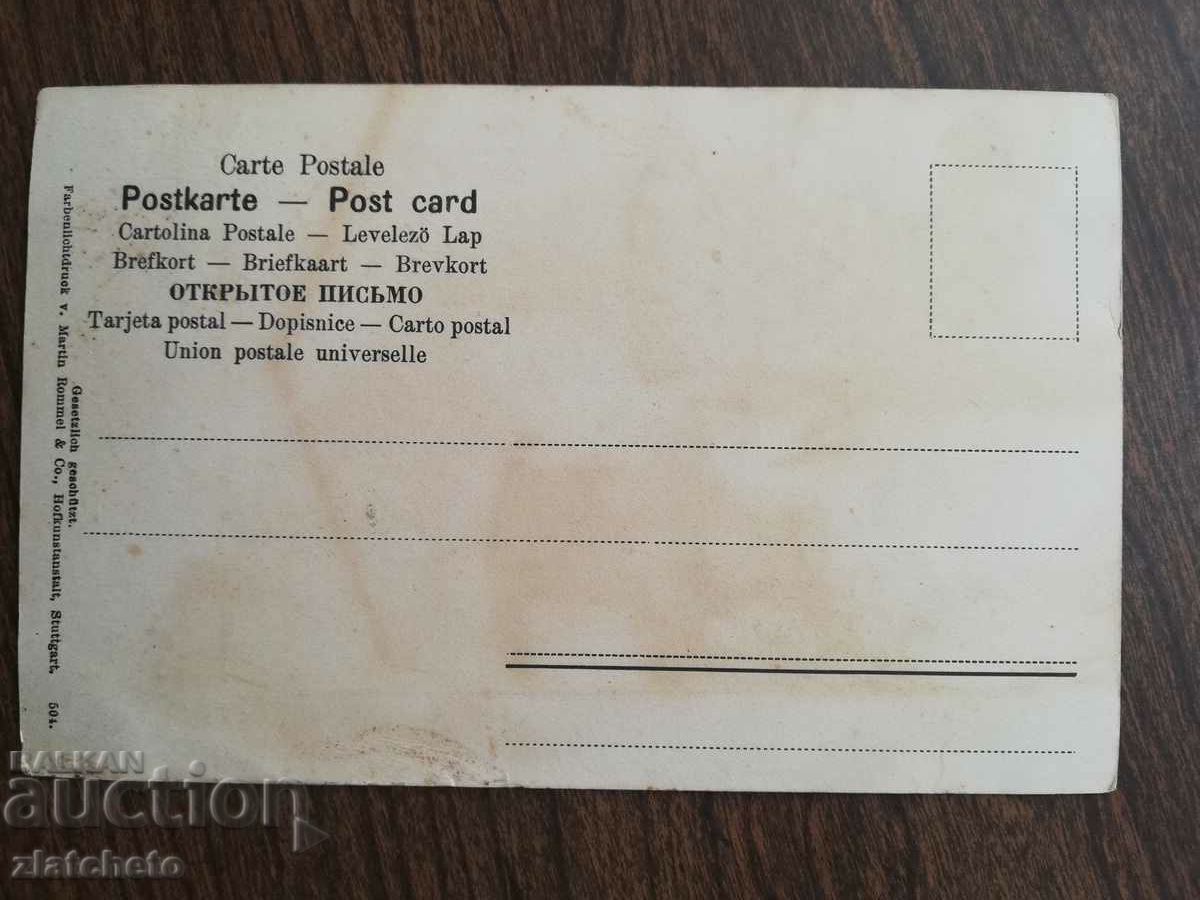 Carte Postale
Postkarte — Post card
Cartolina Postale — Levelezö Lap
Brefkort — Briefkaart — Brevkort
ОТКРЫТОЕ ПИСЬМО
Tarjeta postal — Dopisnice — Carto postal
Union postale universelle
Gesetzlich geschützt.
Farbenlichtdruck v. Martin Rommel & Co., Hofkunstanstalt, Stuttgart. 504.
BALKAN
auction
zlatcheto